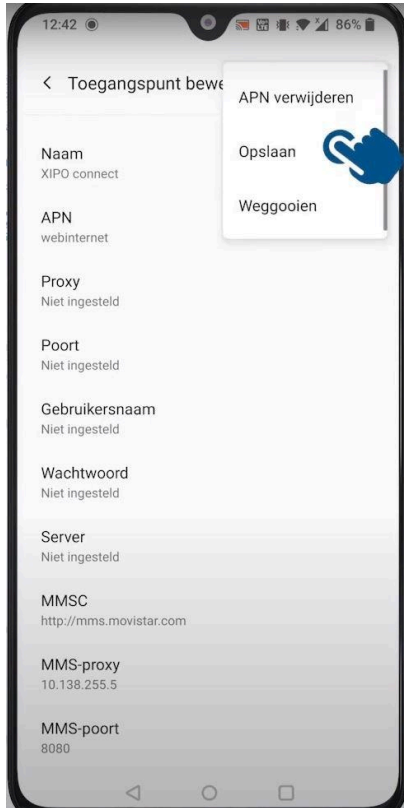 12:42
86%
Toegangspunt bewe
APN verwijderen
Opslaan
Weggooien
Naam
XIPO connect
APN
webinternet
Proxy
Niet ingesteld
Poort
Niet ingesteld
Gebruikersnaam
Niet ingesteld
Wachtwoord
Niet ingesteld
Server
Niet ingesteld
MMSC
http://mms.movistar.com
MMS-proxy
10.138.255.5
MMS-poort
8080